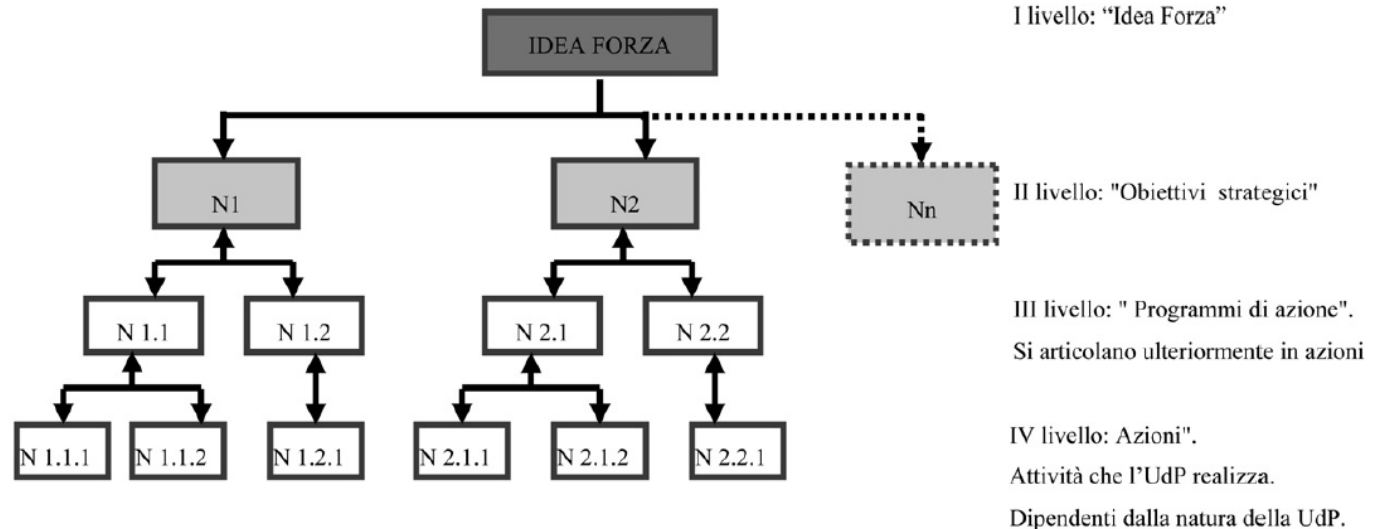 I livello: “Idea Forza”
IDEA FORZA
N1
N2
Nn
II livello: "Obiettivi strategici"
N 1.1
N 1.2
N 2.1
N 2.2
III livello: " Programmi di azione".
Si articolano ulteriormente in azioni
N 1.1.1
N 1.1.2
N 1.2.1
N 2.1.1
N 2.1.2
N 2.2.1
IV livello: Azioni".
Attività che l’UdP realizza.
Dipendenti dalla natura della UdP.